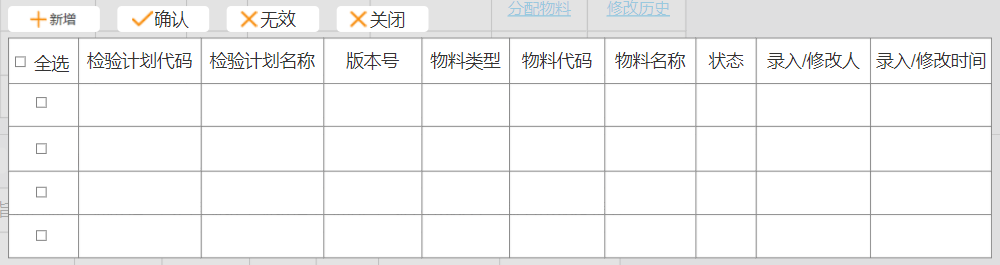 分配物料 修改历史
新增 确认 无效 关闭
全选 检验计划代码 检验计划名称 版本号 物料类型 物料代码 物料名称 状态 录入/修改人 录入/修改时间